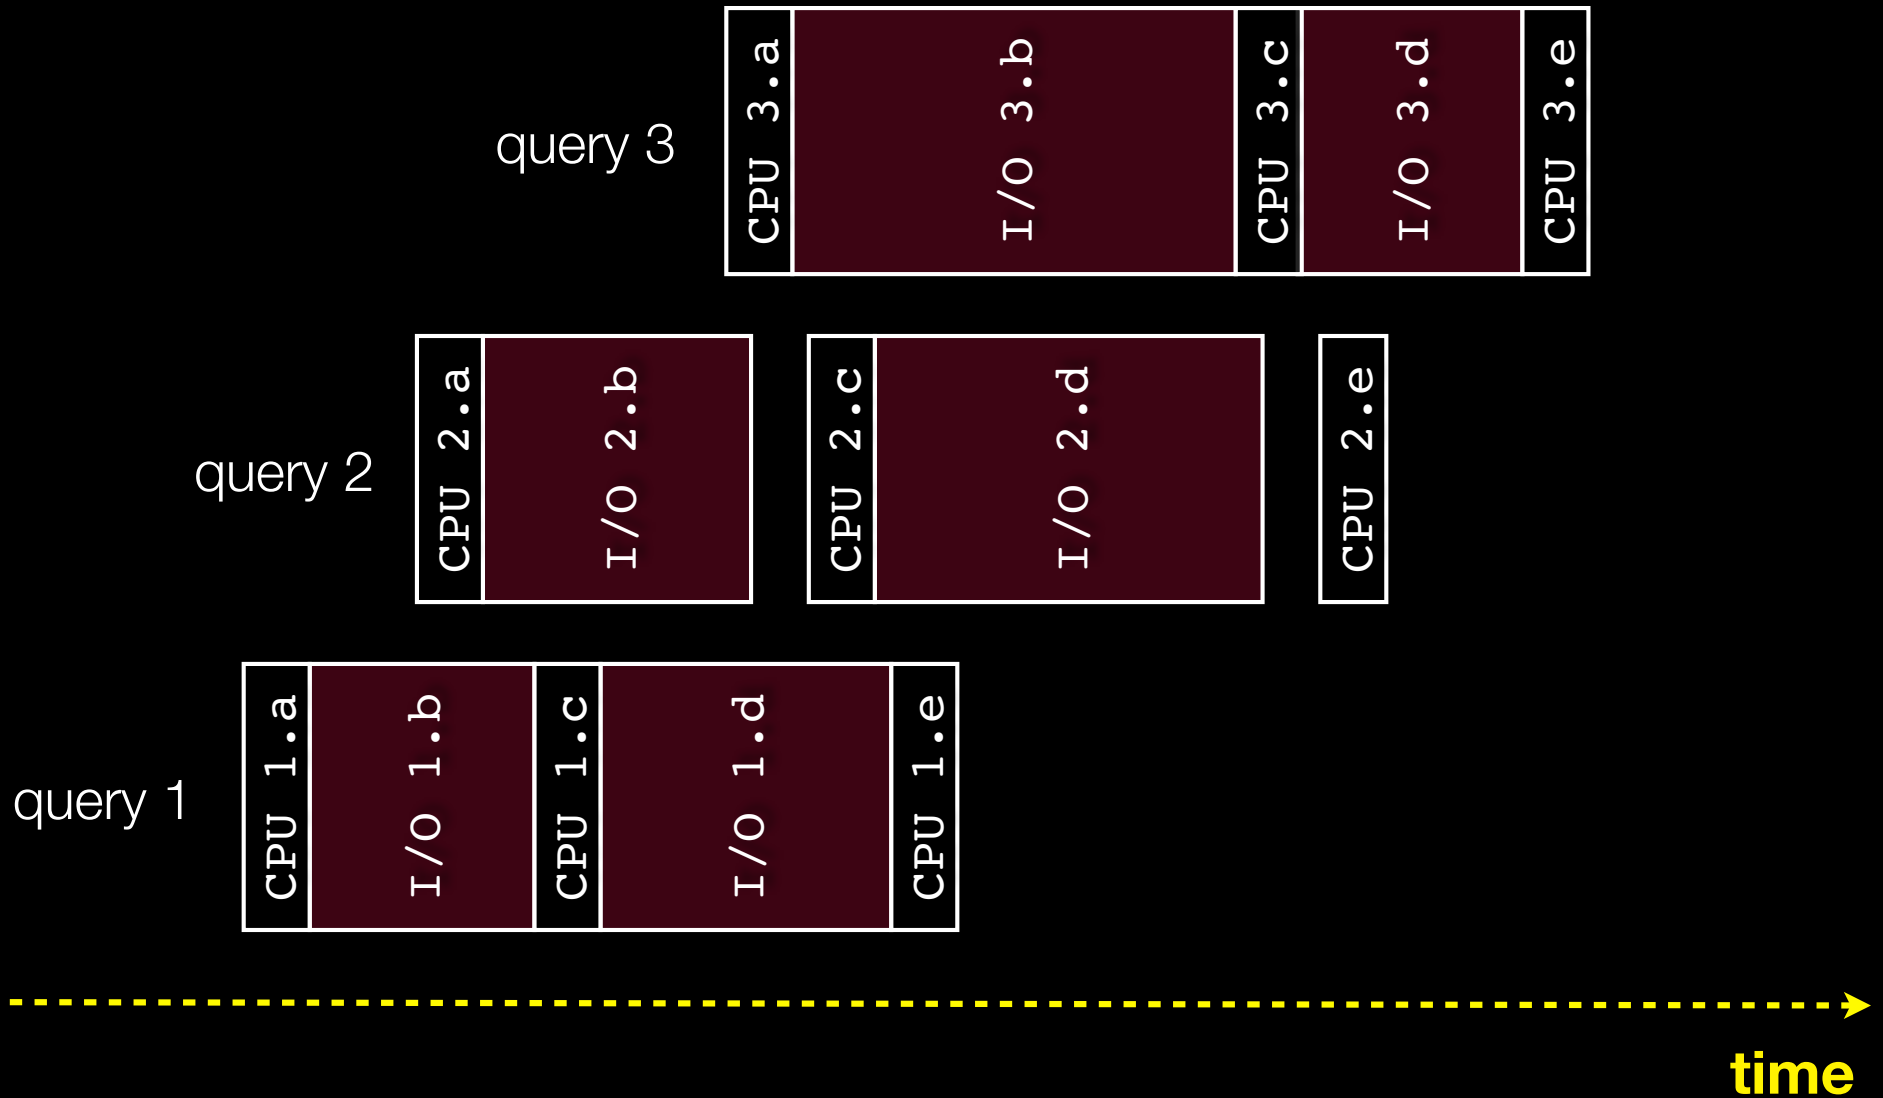 query 3
CPU 3.a
I/O 3.b
CPU 3.c
I/O 3.d
CPU 3.e
query 2
CPU 2.a
I/O 2.b
CPU 2.c
I/O 2.d
CPU 2.e
query 1
CPU 1.a
I/O 1.b
CPU 1.c
I/O 1.d
CPU 1.e
time